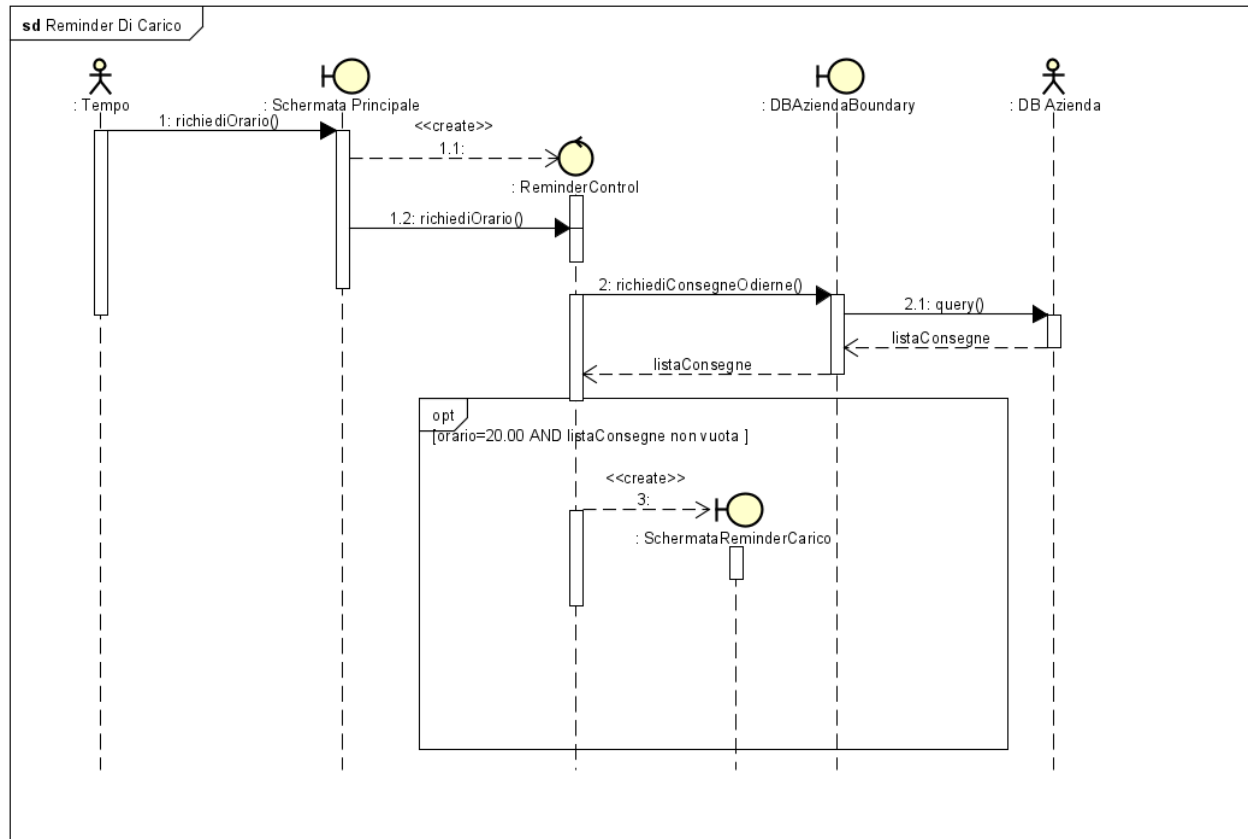 sd Reminder Di Carico
: Tempo
: Schermata Principale
: DBAziendaBoundary
: DB Azienda
1: richiediOrario()
<<create>>
1.1:
: ReminderControl
1.2: richiediOrario()
2: richiediConsegneOdierne()
2.1: query()
listaConsegne
listaConsegne
opt
[orario=20.00 AND listaConsegne non vuota ]
<<create>>
3:
: SchermataReminderCarico